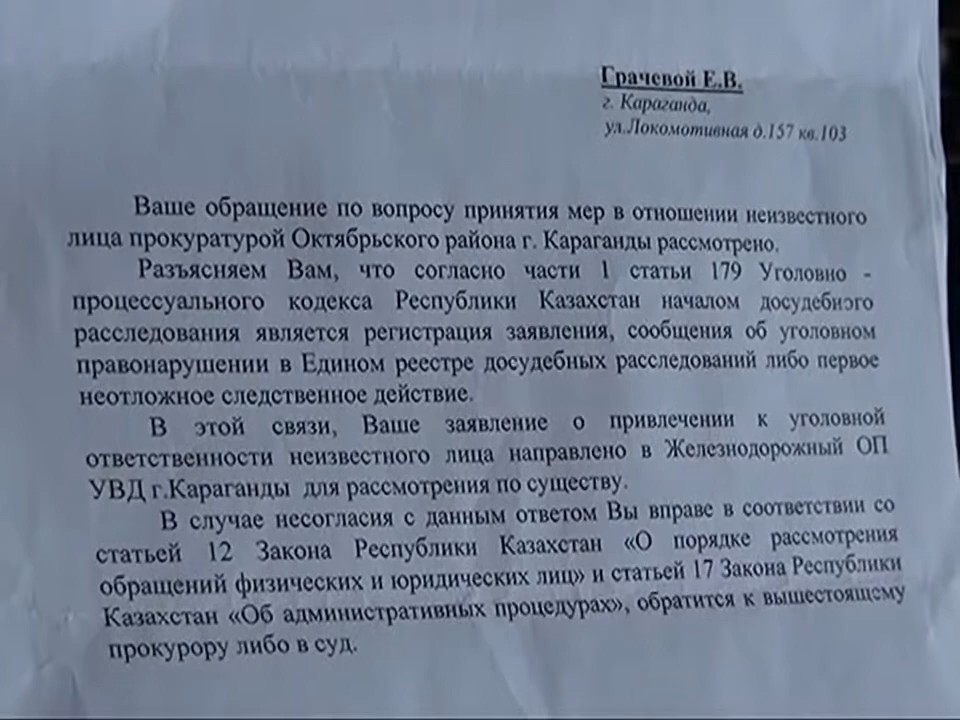 Грачевой Е.В.
г. Караганда,
ул.Локомотивная д.157 кв.103
Ваше обращение по вопросу принятия мер в отношении неизвестного
лица прокуратурой Октябрьского района г. Караганды рассмотрено.
Разъясняем Вам, что согласно части 1 статьи 179 Уголовно -
процессуального кодекса Республики Казахстан началом досудебного
расследования является регистрация заявления, сообщения об уголовном
правонарушении в Едином реестре досудебных расследований либо первое
неотложное следственное действие.
В этой связи, Ваше заявление о привлечении к уголовной
ответственности неизвестного лица направлено в Железнодорожный ОП
УВД г.Караганды для рассмотрения по существу.
В случае несогласия с данным ответом Вы вправе в соответствии со
статьей 12 Закона Республики Казахстан «О порядке рассмотрения
обращений физических и юридических лиц» и статьей 17 Закона Республики
Казахстан «Об административных процедурах», обратится к вышестоящему
прокурору либо в суд.